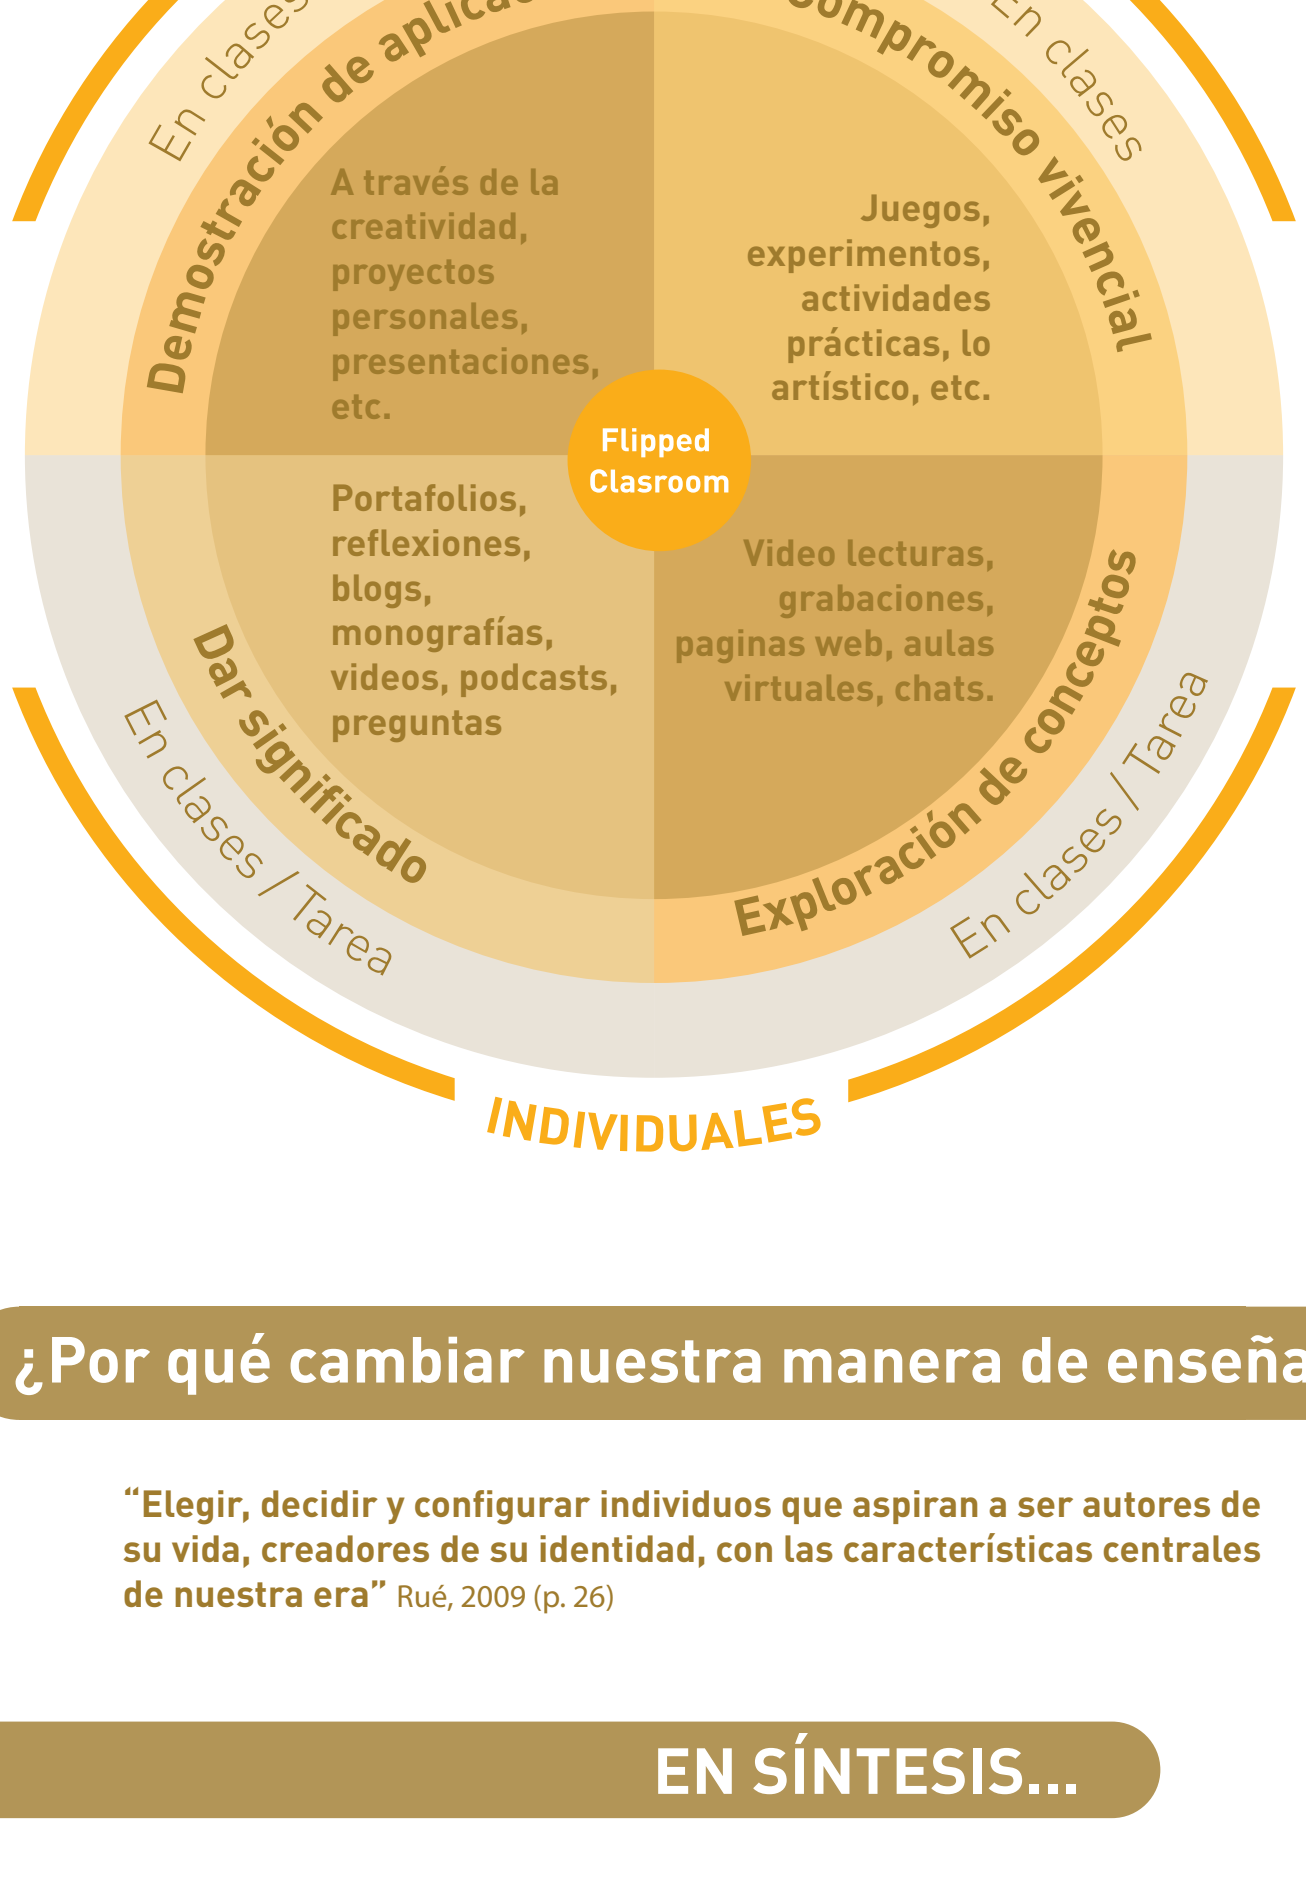 En clases
Demostración de aplicac
Compromiso vivencial
En clases
A través de la
creatividad,
proyectos
personales,
presentaciones,
etc.
Juegos,
experimentos,
actividades
prácticas, lo
artístico, etc.
Flipped
Clasroom
Portafolios,
reflexiones,
blogs,
monografías,
videos, podcasts,
preguntas
Video lecturas,
grabaciones,
paginas web, aulas
virtuales, chats.
Dar significado
En clases / Tarea
Exploración de conceptos
En clases / Tarea
INDIVIDUALES
¿Por qué cambiar nuestra manera de enseña
“Elegir, decidir y configurar individuos que aspiran a ser autores de
su vida, creadores de su identidad, con las características centrales
de nuestra era” Rué, 2009 (p. 26)
EN SÍNTESIS...